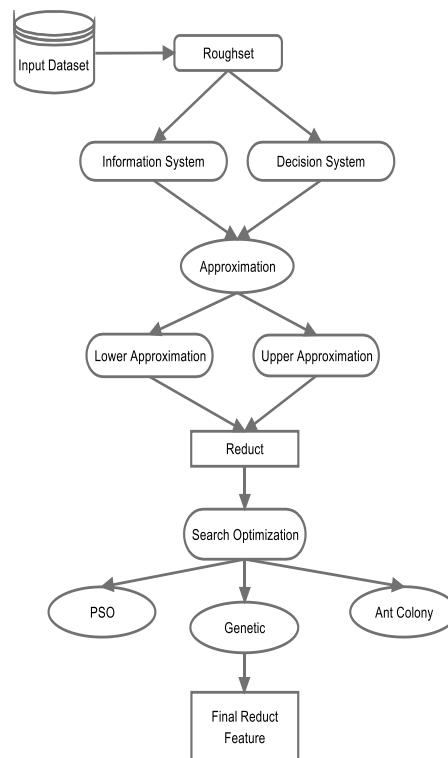 Input Dataset
Roughset
Information System
Decision System
Approximation
Lower Approximation
Upper Approximation
Reduct
Search Optimization
PSO
Genetic
Ant Colony
Final Reduct
Feature